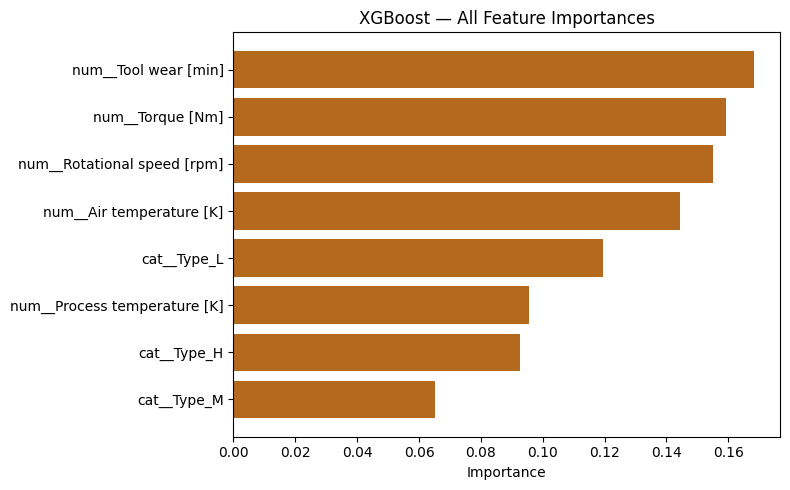 XGBoost — All Feature Importances
num__Tool wear [min]
num__Torque [Nm]
num__Rotational speed [rpm]
num__Air temperature [K]
cat__Type_L
num__Process temperature [K]
cat__Type_H
cat__Type_M
0.00 0.02 0.04 0.06 0.08 0.10 0.12 0.14 0.16
Importance